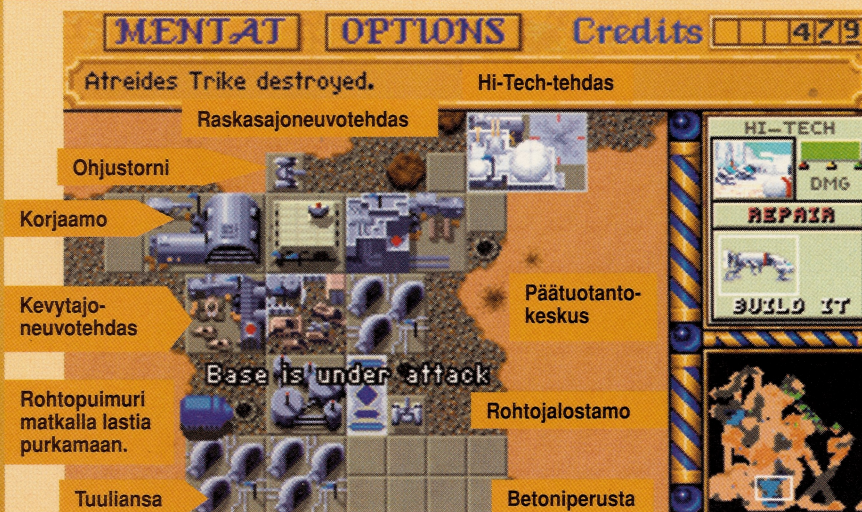 MENTAT OPTIONS Credits 479
Atreides Trike destroyed.
Hi-Tech-tehdas
Raskasajoneuvotehdas
HI-TECH
Ohjustorni
DMG
Korjaamo
REPAIR
Kevytajo-
neuvotehdas
Päätuotanto-
keskus
BUILD IT
Base is under attack
Rohtopuimuri
matkalla lastia
purkamaan.
Rohtojalostamo
Tuuliansa
Betoniperusta